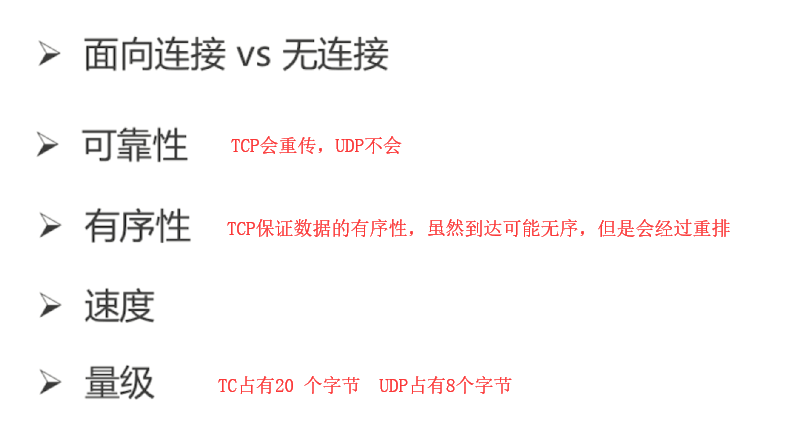 ➢ 面向连接 vs 无连接
➢ 可靠性 TCP会重传，UDP不会
➢ 有序性 TCP保证数据的有序性，虽然到达可能无序，但是会经过重排
➢ 速度
➢ 量级 TC占有20 个字节 UDP占有8个字节